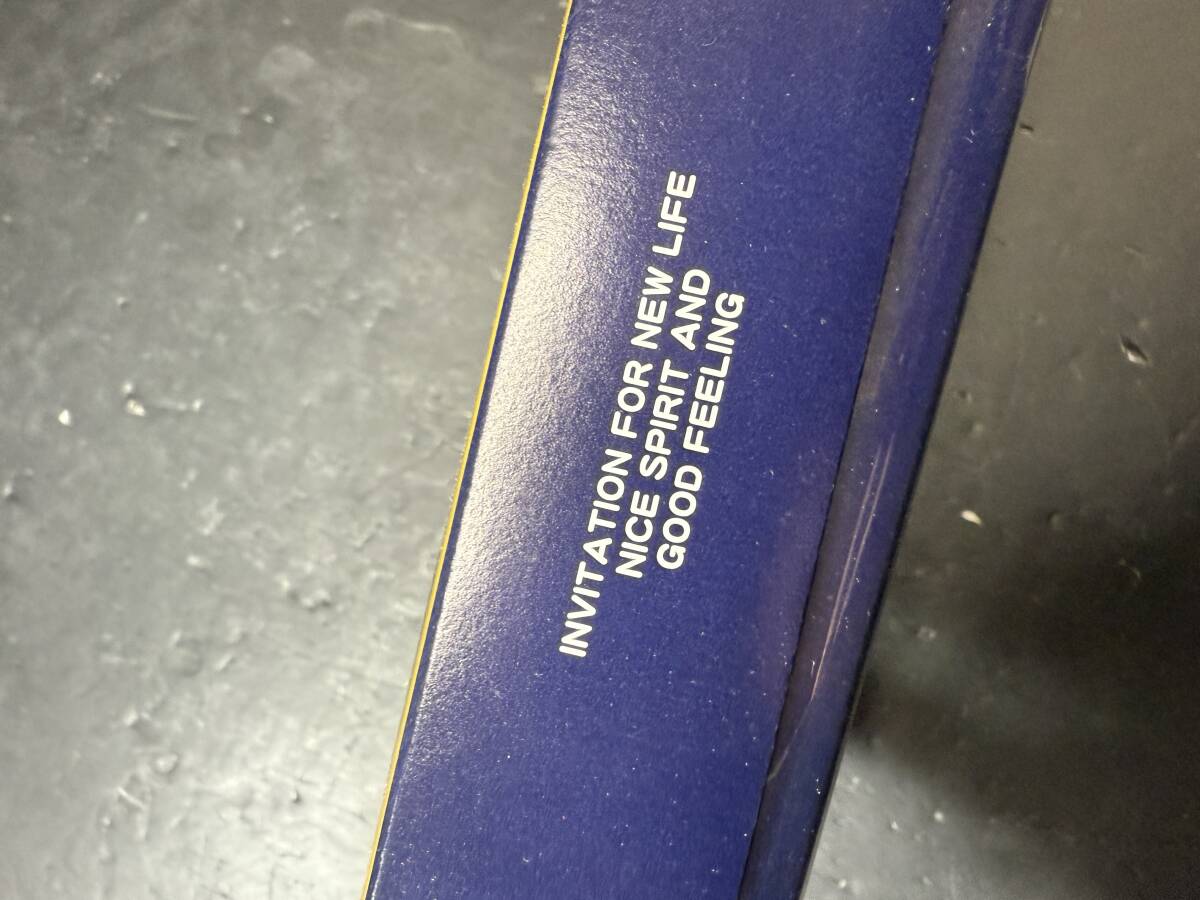 INVITATION FOR NEW LIFE
NICE SPIRIT AND
GOOD FEELING